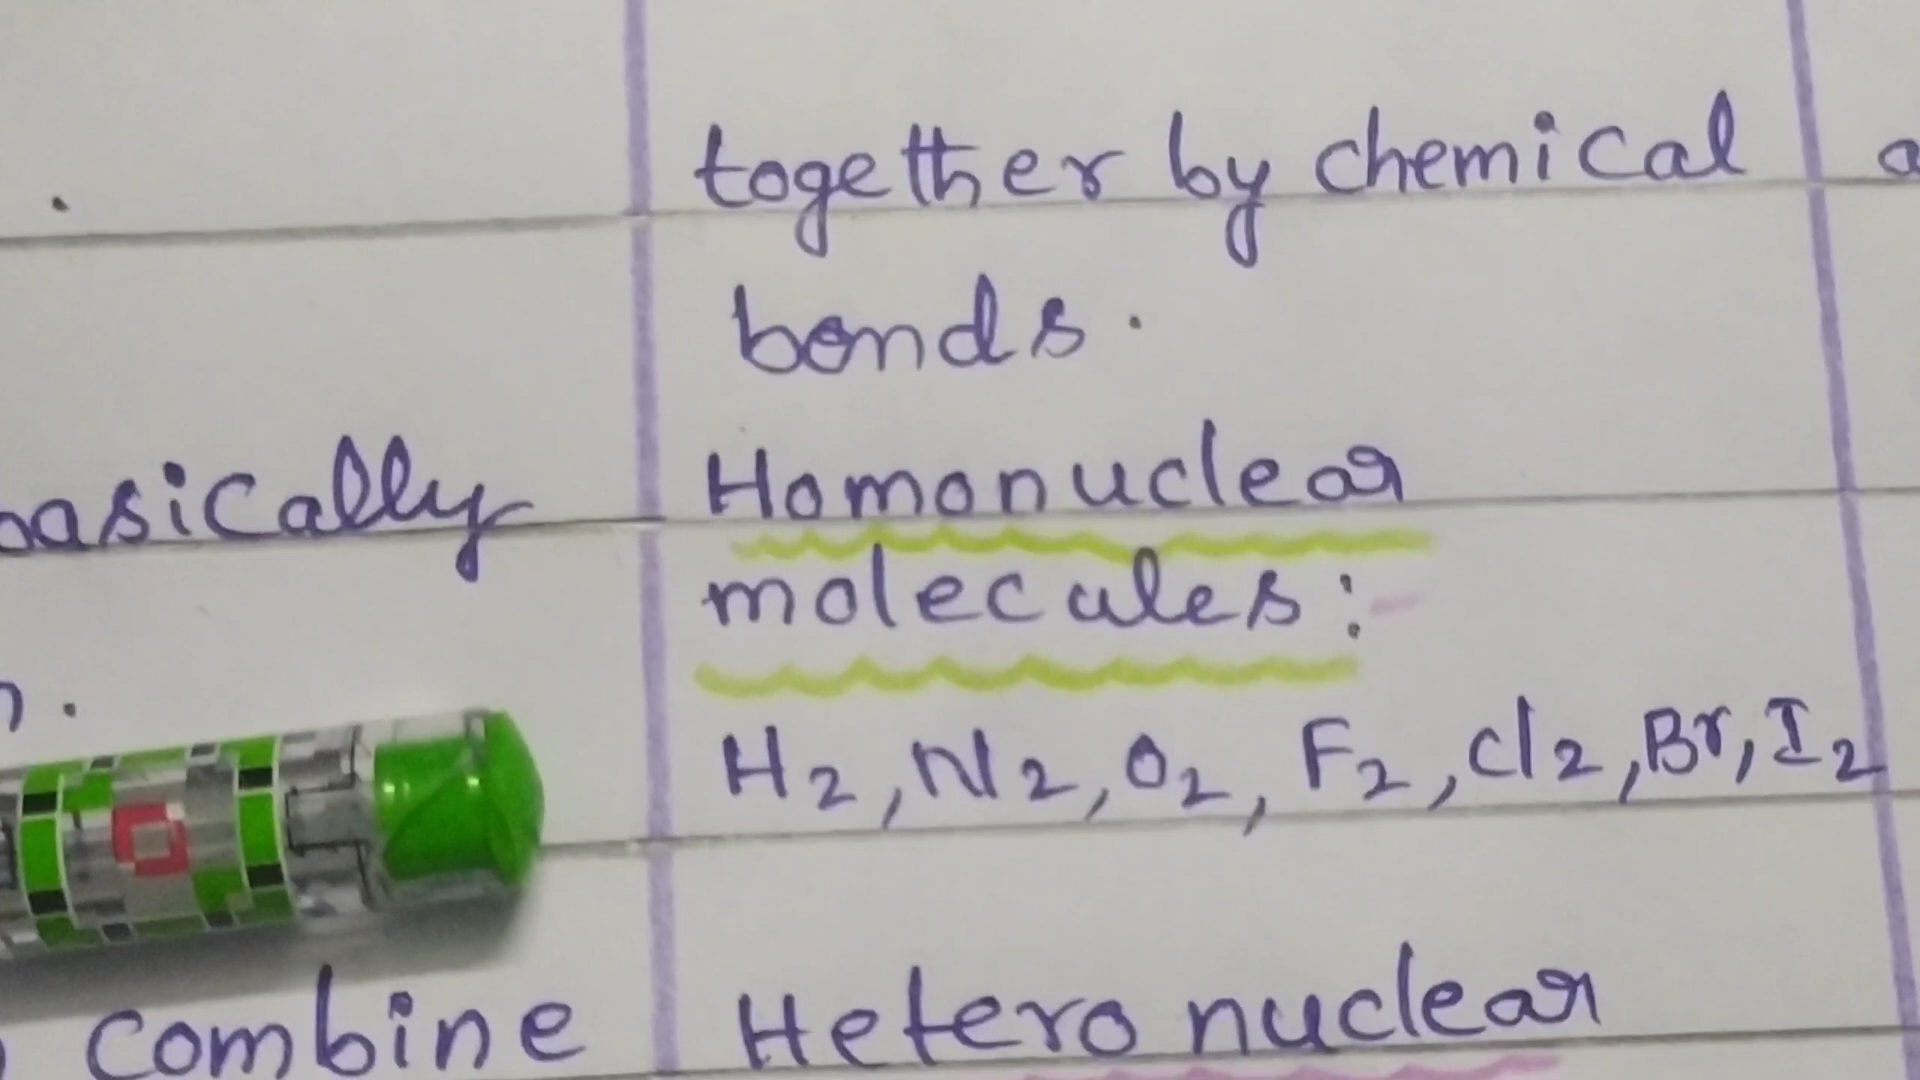 .
together by chemical
bonds.
basically
Homonuclear
molecules:-
H2, N2, O2, F2, Cl2, Br, I2
combine
Hetero nuclear